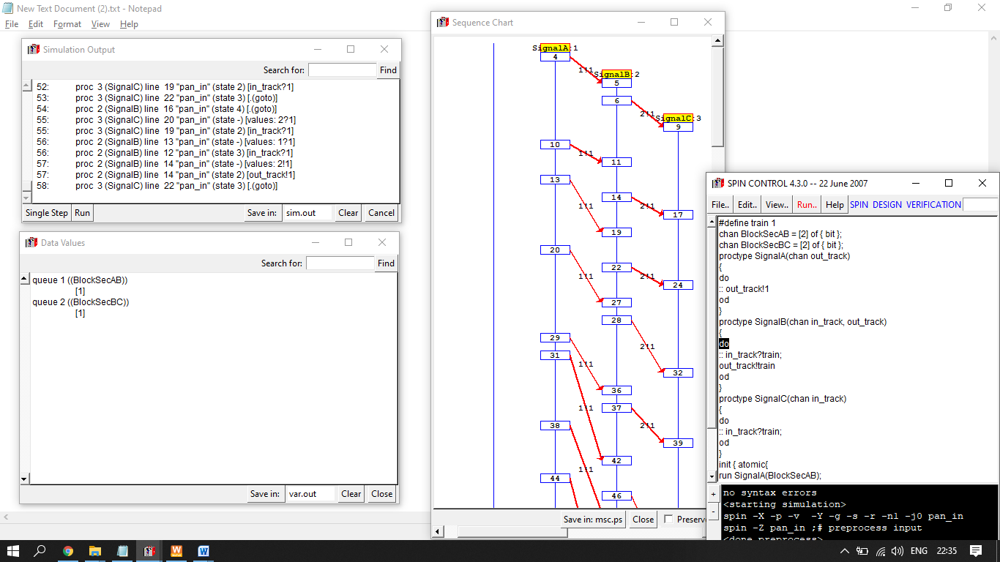 New Text Document (2).txt - Notepad
File Edit Format View Help
Simulation Output
Search for: Find
52: proc 3 (SignalC) line 19 "pan_in" (state 2) [in_track?1]
53: proc 3 (SignalC) line 22 "pan_in" (state 3) [.(goto)]
54: proc 2 (SignalB) line 16 "pan_in" (state 4) [.(goto)]
55: proc 3 (SignalC) line 20 "pan_in" (state -) [values: 2?1]
55: proc 3 (SignalC) line 19 "pan_in" (state 2) [in_track?1]
56: proc 2 (SignalB) line 13 "pan_in" (state -) [values: 1?1]
56: proc 2 (SignalB) line 12 "pan_in" (state 3) [in_track?1]
57: proc 2 (SignalB) line 14 "pan_in" (state -) [values: 2!1]
57: proc 2 (SignalB) line 14 "pan_in" (state 2) [out_track!1]
58: proc 3 (SignalC) line 22 "pan_in" (state 3) [.(goto)]
Single Step Run Save in: sim.out Clear Cancel
Data Values
Search for: Find
queue 1 ((BlockSecAB))
[1]
queue 2 ((BlockSecBC))
[1]
Save in: var.out Clear Close
Sequence Chart
SignalA:1
4
1!1
SignalB:2
5
6
2!1
SignalC:3
9
10
1!1
11
13
14
1!1
2!1
17
19
20
22
1!1
2!1
24
27
28
29
2!1
31
1!1
32
36
37
1!1
38
2!1
39
42
1!1
44
46
Save in: msc.ps Close Preserv
SPIN CONTROL 4.3.0 -- 22 June 2007
File.. Edit.. View.. Run.. Help SPIN DESIGN VERIFICATION
#define train 1
chan BlockSecAB = [2] of { bit };
chan BlockSecBC = [2] of { bit };
proctype SignalA(chan out_track)
{
do
:: out_track!1
od
}
proctype SignalB(chan in_track, out_track)
{
do
:: in_track?train;
out_track!train
od
}
proctype SignalC(chan in_track)
{
do
:: in_track?train;
od
}
init { atomic{
run SignalA(BlockSecAB);
+
-
no syntax errors
<starting simulation>
spin -X -p -v -Y -g -s -r -n1 -j0 pan_in
spin -Z pan_in ;# preprocess input
<done preprocess>
ENG 22:35